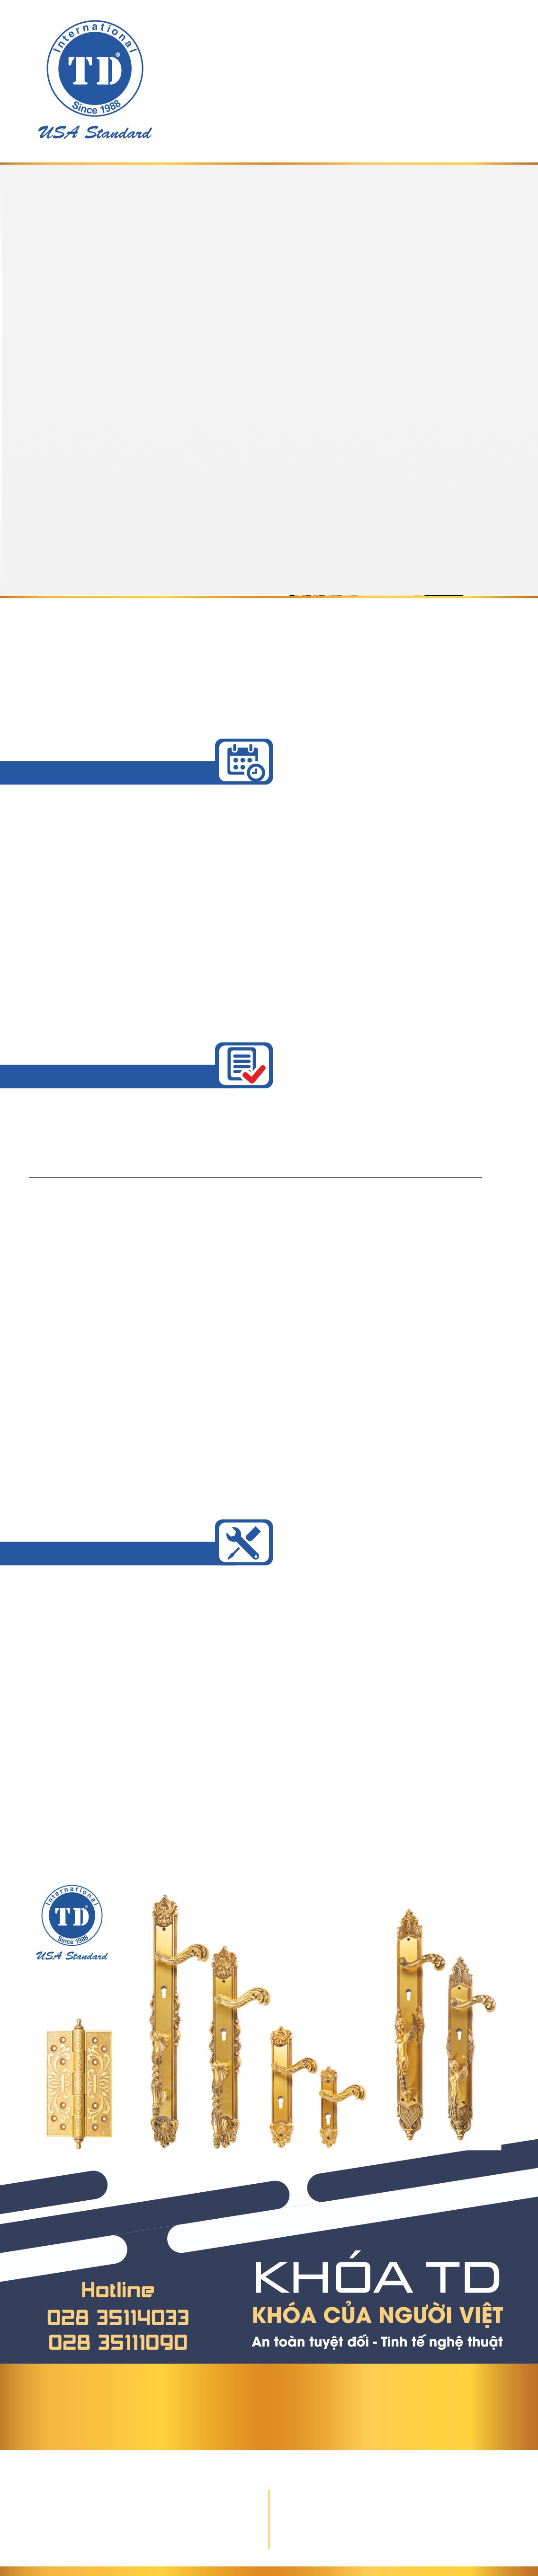 International
TD®
Since 1988
USA Standard
International
TD®
Since 1988
USA Standard
Hotline
028 35114033
028 35111090
KHÓA TD
KHÓA CỦA NGƯỜI VIỆT
An toàn tuyệt đối - Tinh tế nghệ thuật